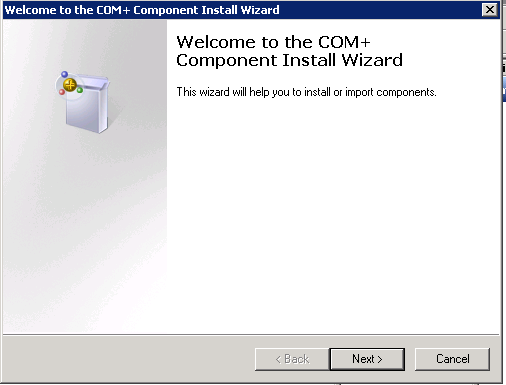 Welcome to the COM+ Component Install Wizard
Welcome to the COM+
Component Install Wizard
This wizard will help you to install or import components.
< Back
Next >
Cancel